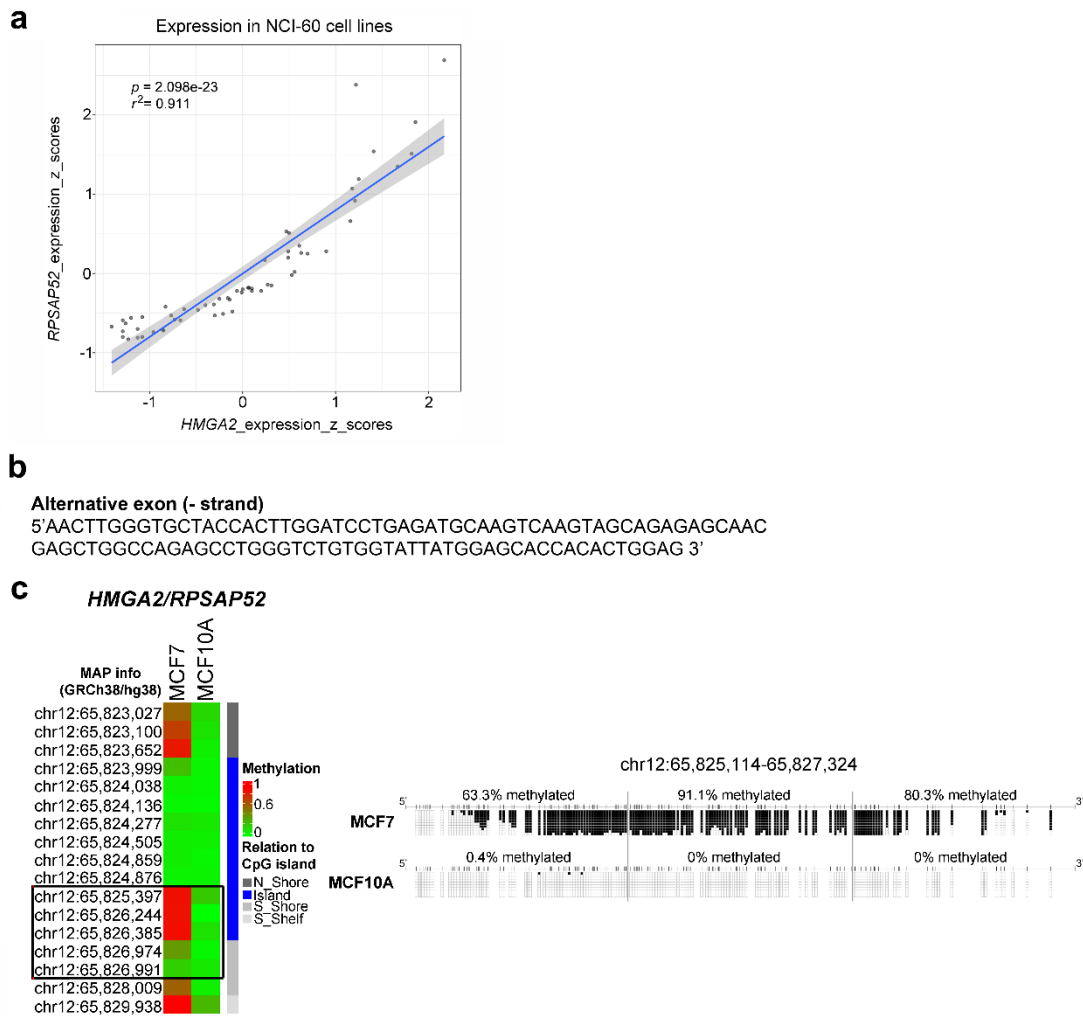 a
Expression in NCI-60 cell lines
p = 2.098e-23
r²= 0.911
RPSAP52_expression_z_scores
2
1
0
-1
-1
0
1
2
HMGA2_expression_z_scores
b
Alternative exon (- strand)
5'AACTTGGGTGCTACCACTTGGATCCTGAGATGCAAGTCAAGTAGCAGAGAGCAAC
GAGCTGGCCAGAGCCTGGGTCTGTGGTATTATGGAGCACCACACTGGAG 3'
c
HMGA2/RPSAP52
MAP info
(GRCh38/hg38)
MCF7
MCF10A
chr12:65,823,027
chr12:65,823,100
chr12:65,823,652
chr12:65,823,999
chr12:65,824,038
chr12:65,824,136
chr12:65,824,277
chr12:65,824,505
chr12:65,824,859
chr12:65,824,876
chr12:65,825,397
chr12:65,826,244
chr12:65,826,385
chr12:65,826,974
chr12:65,826,991
chr12:65,828,009
chr12:65,829,938
Methylation
1
0.6
0
Relation to
CpG island
N_Shore
Island
S_Shore
S_Shelf
chr12:65,825,114-65,827,324
63.3% methylated
91.1% methylated
80.3% methylated
5'
3'
MCF7
0.4% methylated
0% methylated
0% methylated
5'
3'
MCF10A